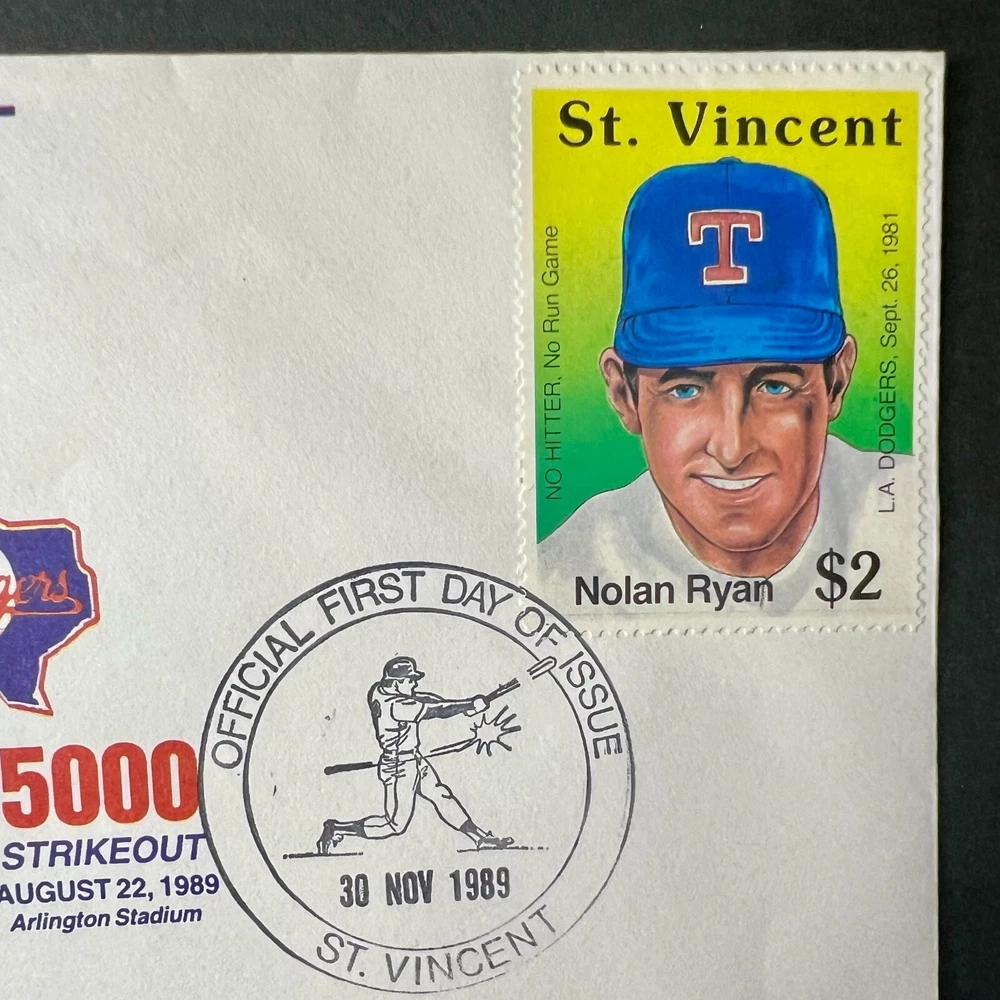 St. Vincent
T
NO HITTER, No Run Game
L.A. DODGERS, Sept. 26, 1981
Nolan Ryan $2
gers
5000
STRIKEOUT
AUGUST 22, 1989
Arlington Stadium
OFFICIAL FIRST DAY OF ISSUE
30 NOV 1989
ST. VINCENT